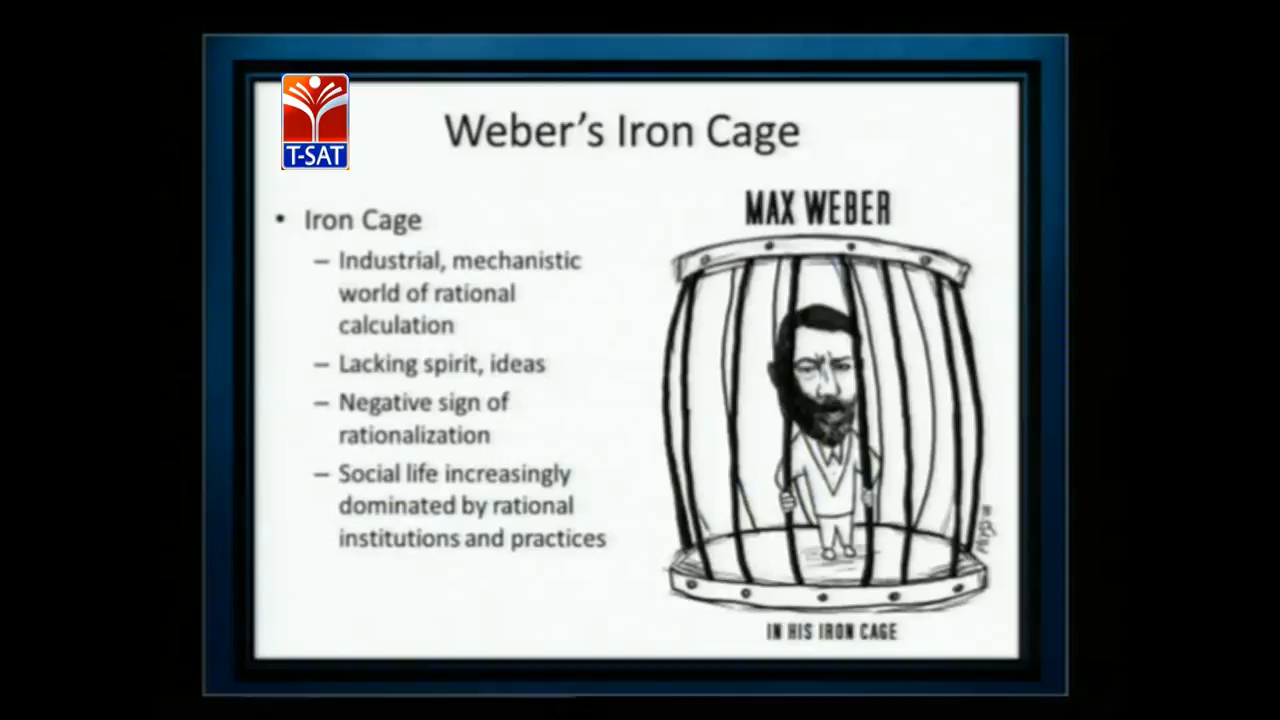 T-SAT
Weber's Iron Cage
• Iron Cage
– Industrial, mechanistic
world of rational
calculation
– Lacking spirit, ideas
– Negative sign of
rationalization
– Social life increasingly
dominated by rational
institutions and practices
MAX WEBER
IN HIS IRON CAGE